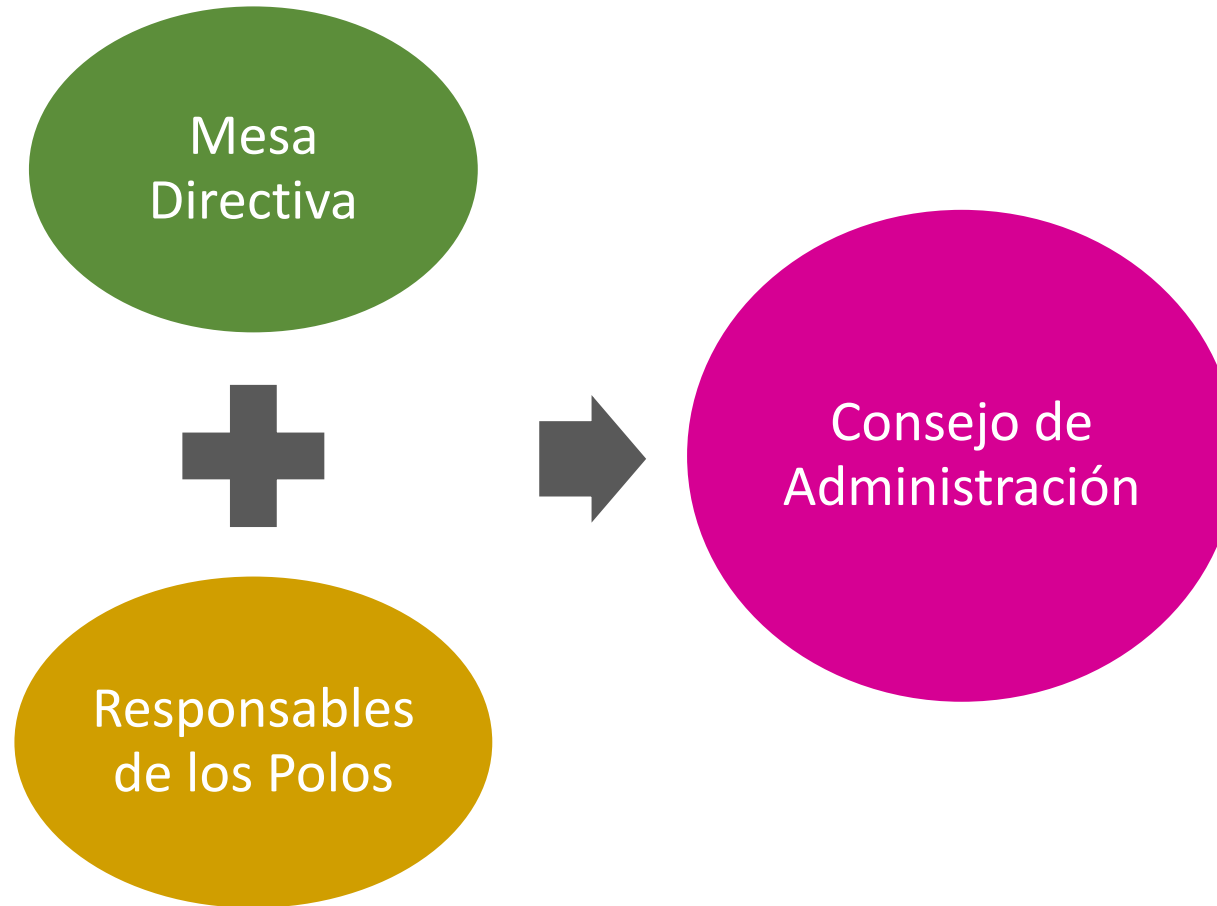 Mesa
Directiva
Responsables
de los Polos
Consejo de
Administración